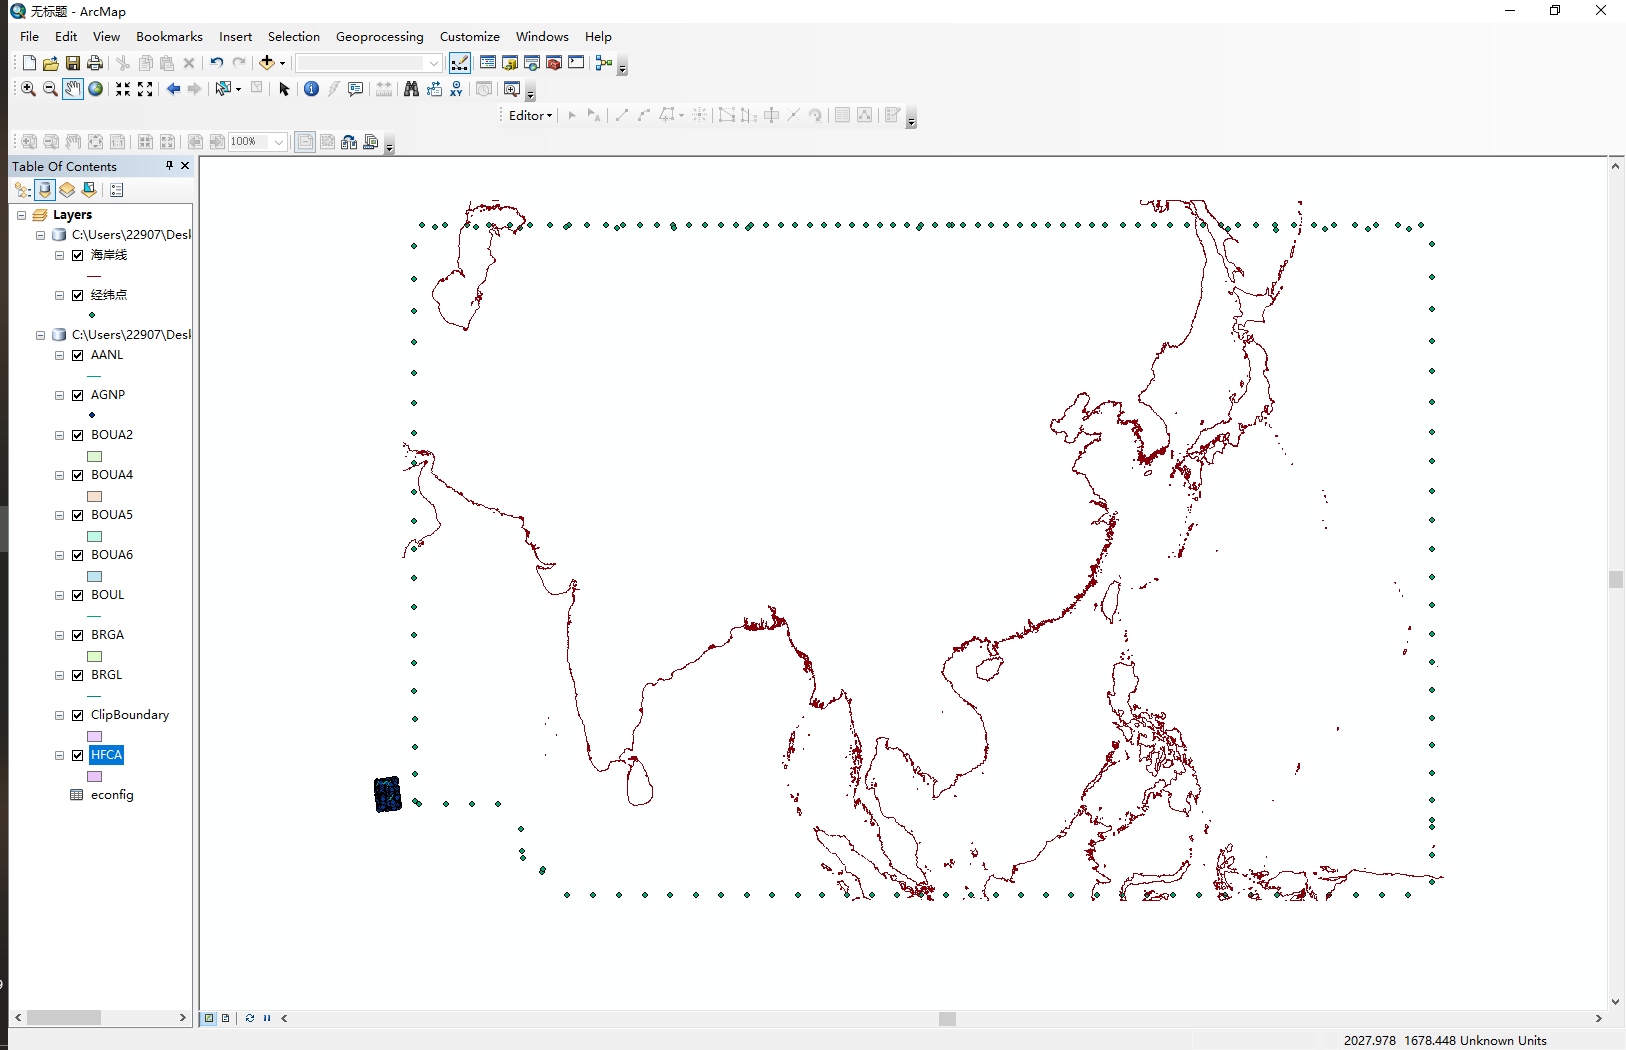 无标题 - ArcMap
File Edit View Bookmarks Insert Selection Geoprocessing Customize Windows Help
Editor
100%
Table Of Contents
Layers
C:\Users\22907\Desk
海岸线
经纬点
C:\Users\22907\Desk
AANL
AGNP
BOUA2
BOUA4
BOUA5
BOUA6
BOUL
BRGA
BRGL
ClipBoundary
HFCA
econfig
2027.978 1678.448 Unknown Units